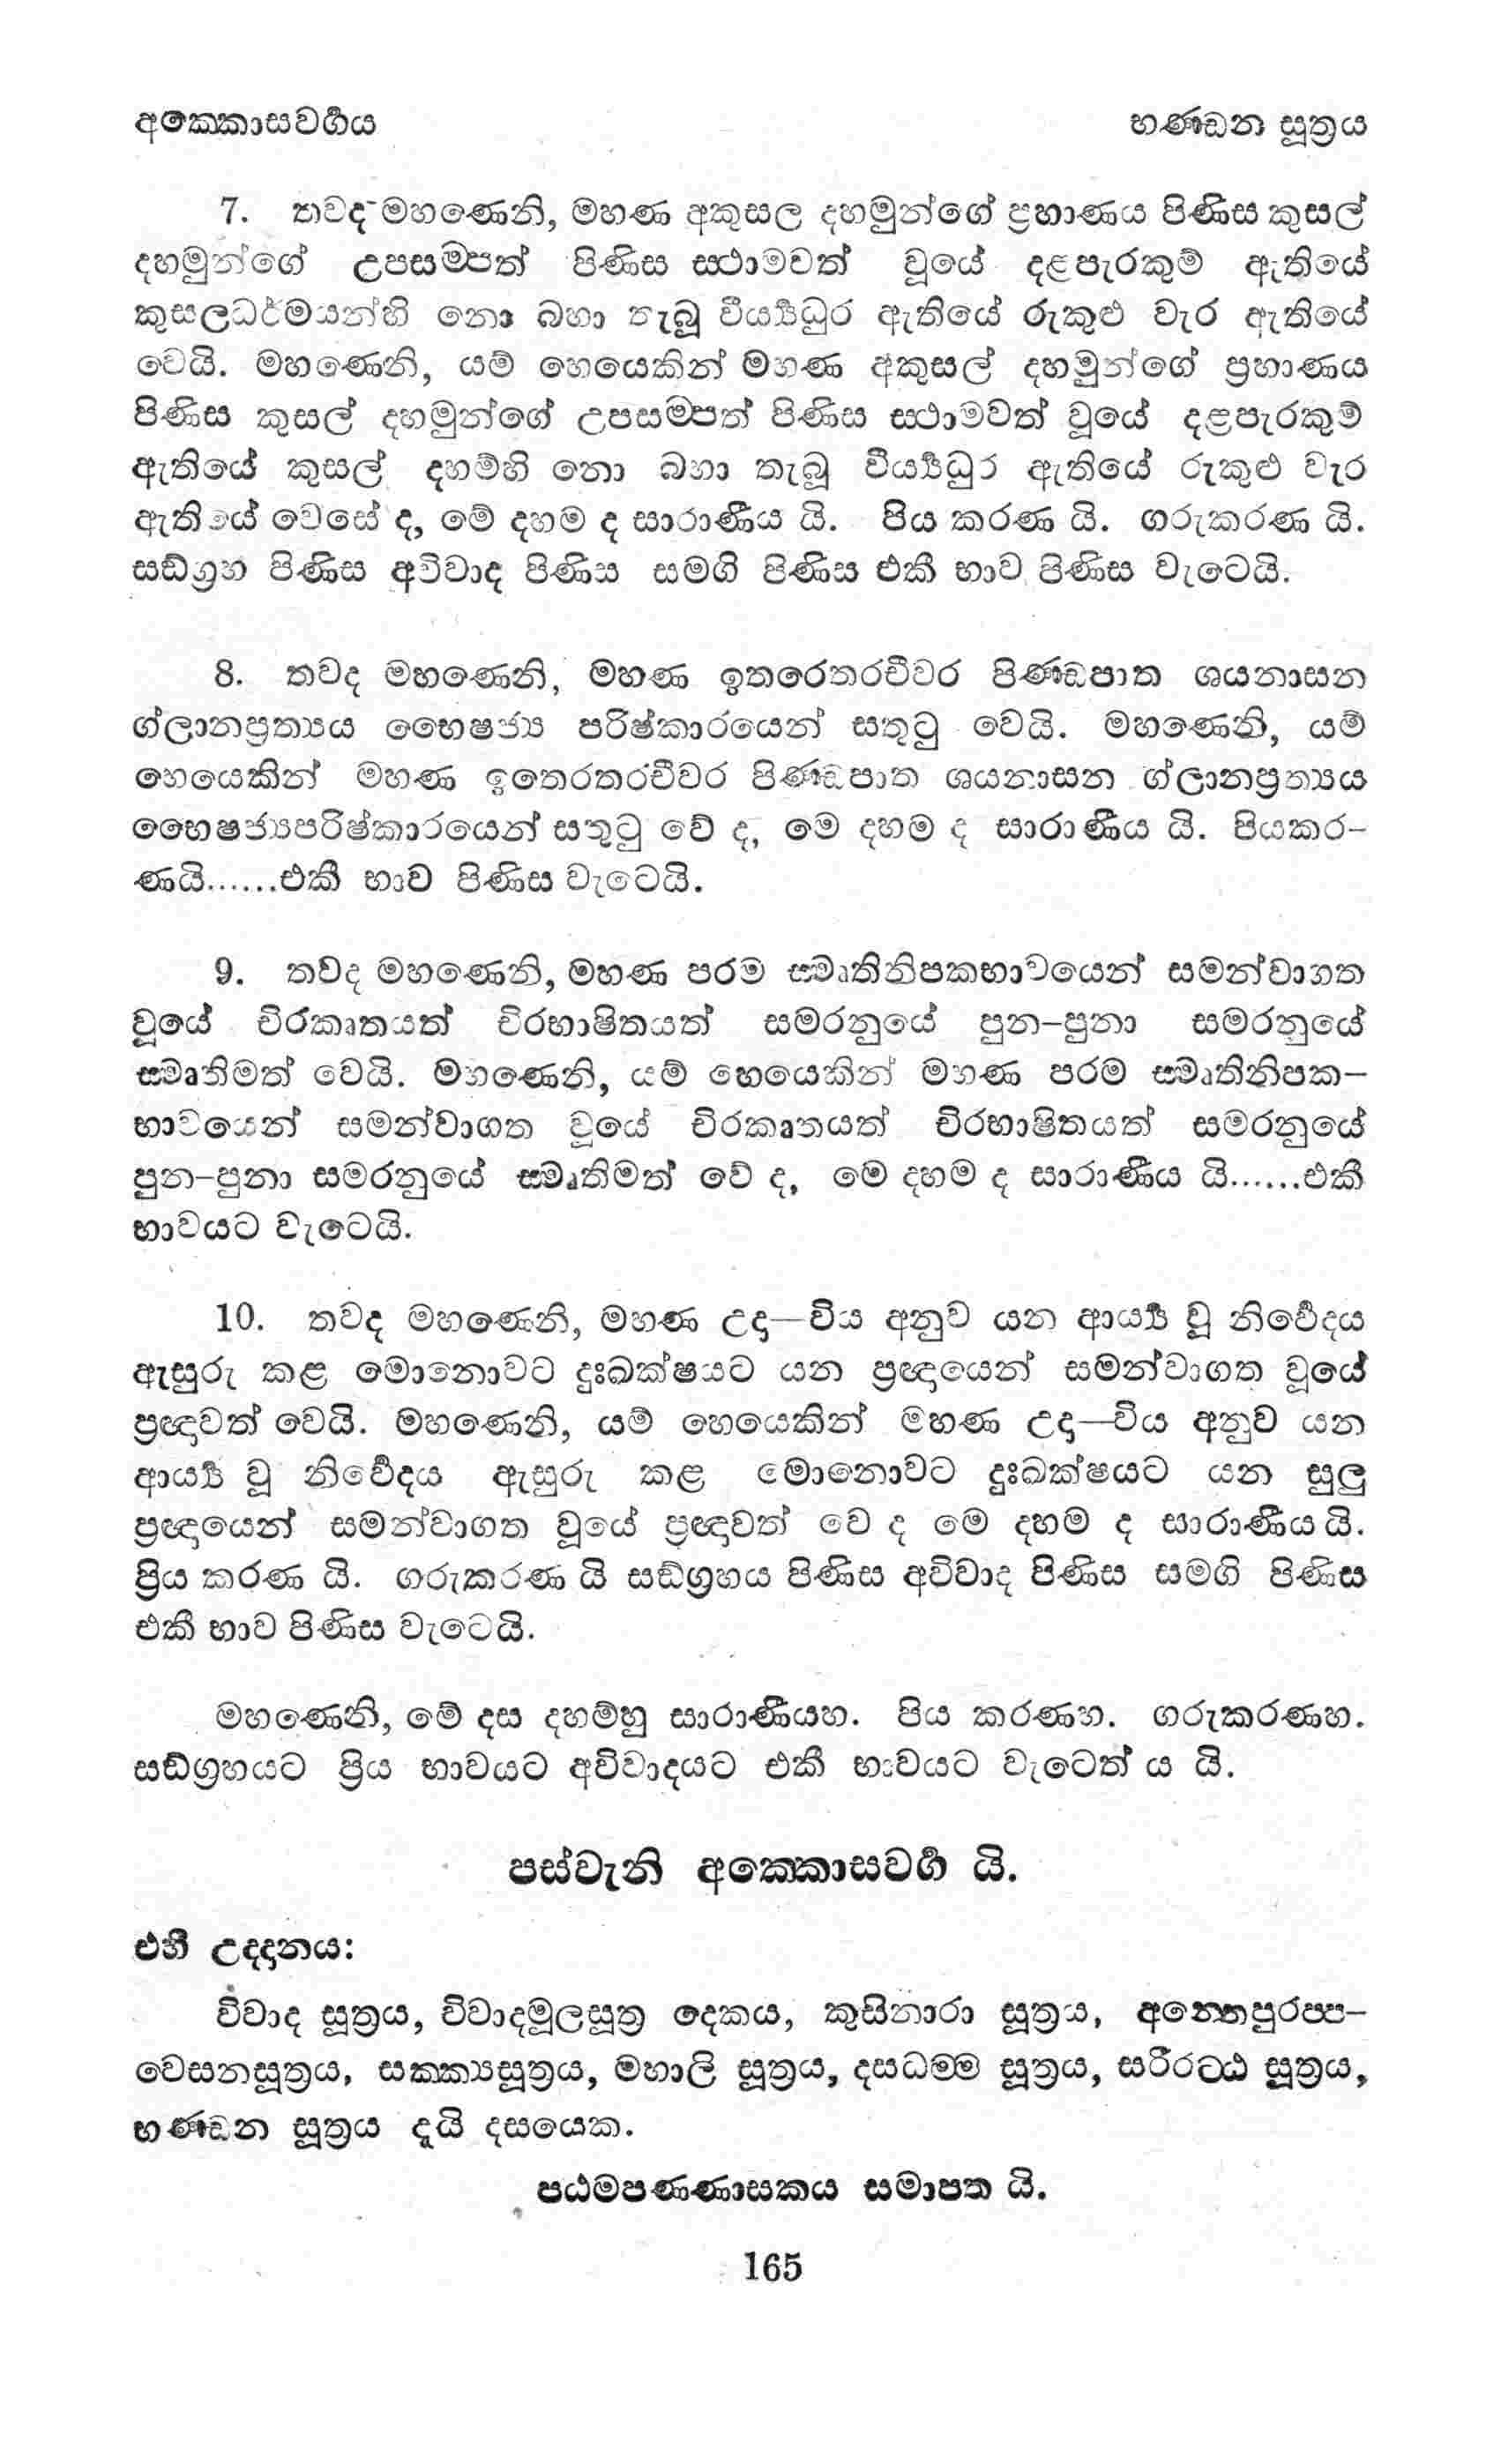 අක්කොසවර්‍ගය භණ්ඩන සූත්‍රය
7. තවද මහණෙනි, මහණ අකුසල දහමුන්ගේ ප්‍රහාණය පිණිස කුසල්
දහමුන්ගේ උපසම්පත් පිණිස ස්ථාමවත් වූයේ දළපැරකුම් ඇතියේ
කුසලධර්මයන්හි නො බහා තැබූ වීර්‍ය්‍යධුර ඇතියේ රුකුළු වැර ඇතියේ
වෙයි. මහණෙනි, යම් හෙයෙකින් මහණ අකුසල් දහමුන්ගේ ප්‍රහාණය
පිණිස කුසල් දහමුන්ගේ උපසම්පත් පිණිස ස්ථාමවත් වූයේ දළපැරකුම්
ඇතියේ කුසල් දහම්හි නො බහා තැබූ වීර්‍ය්‍යධුර ඇතියේ රුකුළු වැර
ඇතියේ වෙසේ ද, මේ දහම ද සාරාණීය යි. පිය කරණ යි. ගරුකරණ යි.
සඞ්ග්‍රහ පිණිස අවිවාද පිණිස සමගි පිණිස එකී භාව පිණිස වැටෙයි.
8. තවද මහණෙනි, මහණ ඉතරෙතරචීවර පිණ්ඩපාත ශයනාසන
ග්ලානප්‍රත්‍යය භෛෂජ්‍ය පරිෂ්කාරයෙන් සතුටු වෙයි. මහණෙනි, යම්
හෙයෙකින් මහණ ඉතෙරතරචීවර පිණ්ඩපාත ශයනාසන ග්ලානප්‍රත්‍යය
භෛෂජ්‍යපරිෂ්කාරයෙන් සතුටු වේ ද, මෙ දහම ද සාරාණීය යි. පියකර-
ණයි......එකී භාව පිණිස වැටෙයි.
9. තවද මහණෙනි, මහණ පරම ස්මෘතිනිපකභාවයෙන් සමන්වාගත
වූයේ චිරකෘතයත් චිරභාෂිතයත් සමරනුයේ පුන-පුනා සමරනුයේ
ස්මෘතිමත් වෙයි. මහණෙනි, යම් හෙයෙකින් මහණ පරම ස්මෘතිනිපක-
භාවයෙන් සමන්වාගත වූයේ චිරකෘතයත් චිරභාෂිතයත් සමරනුයේ
පුන-පුනා සමරනුයේ ස්මෘතිමත් වේ ද, මෙ දහම ද සාරාණීය යි......එකී
භාවයට වැටෙයි.
10. තවද මහණෙනි, මහණ උදා—විය අනුව යන ආර්‍ය්‍ය වූ නිර්‍වෙදය
ඇසුරු කළ මොනොවට දුඃඛක්ෂයට යන ප්‍රඥායෙන් සමන්වාගත වූයේ
ප්‍රඥාවත් වෙයි. මහණෙනි, යම් හෙයෙකින් මහණ උදා—විය අනුව යන
ආර්‍ය්‍ය වූ නිර්‍වෙදය ඇසුරු කළ මොනොවට දුඃඛක්ෂයට යන සුලු
ප්‍රඥායෙන් සමන්වාගත වූයේ ප්‍රඥාවත් වෙ ද මෙ දහම ද සාරාණීය යි.
ප්‍රිය කරණ යි. ගරුකරණ යි සඞ්ග්‍රහය පිණිස අවිවාද පිණිස සමගි පිණිස
එකී භාව පිණිස වැටෙයි.
මහණෙනි, මේ දස දහම්හු සාරාණීයහ. පිය කරණහ. ගරුකරණහ.
සඞ්ග්‍රහයට ප්‍රිය භාවයට අවිවාදයට එකී භාවයට වැටෙත් ය යි.
පස්වැනි අක්කොසවර්‍ග යි.
එහි උද්දානය:
විවාද සූත්‍රය, විවාදමූලසූත්‍ර දෙකය, කුසිනාරා සූත්‍රය, අන්තෙපුරප්ප-
වෙසනසූත්‍රය, සක්ක්‍යසූත්‍රය, මහාලි සූත්‍රය, දසධම්ම සූත්‍රය, සරීරට්ඨ සූත්‍රය,
භණ්ඩන සූත්‍රය දැයි දසයෙක.
පඨමපණ්ණාසකය සමාප්ත යි.
165